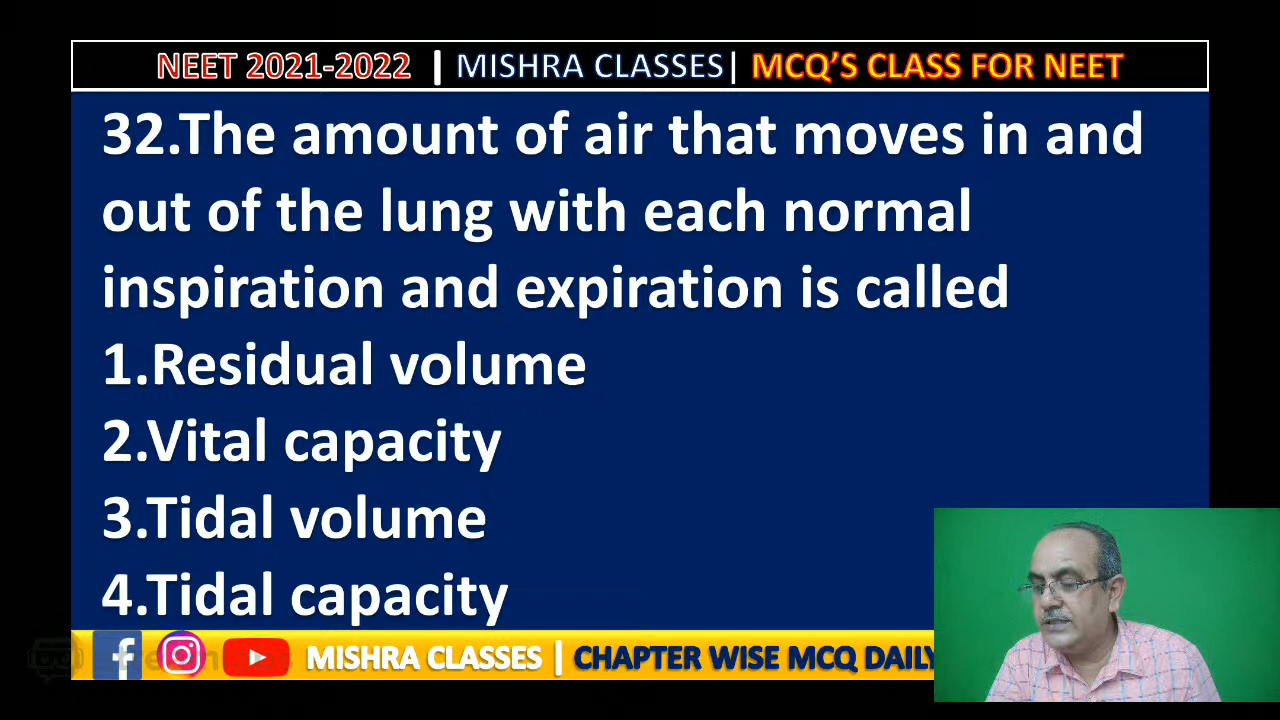 NEET 2021-2022 | MISHRA CLASSES| MCQ'S CLASS FOR NEET
32.The amount of air that moves in and
out of the lung with each normal
inspiration and expiration is called
1.Residual volume
2.Vital capacity
3.Tidal volume
4.Tidal capacity
MISHRA CLASSES | CHAPTER WISE MCQ DAILY